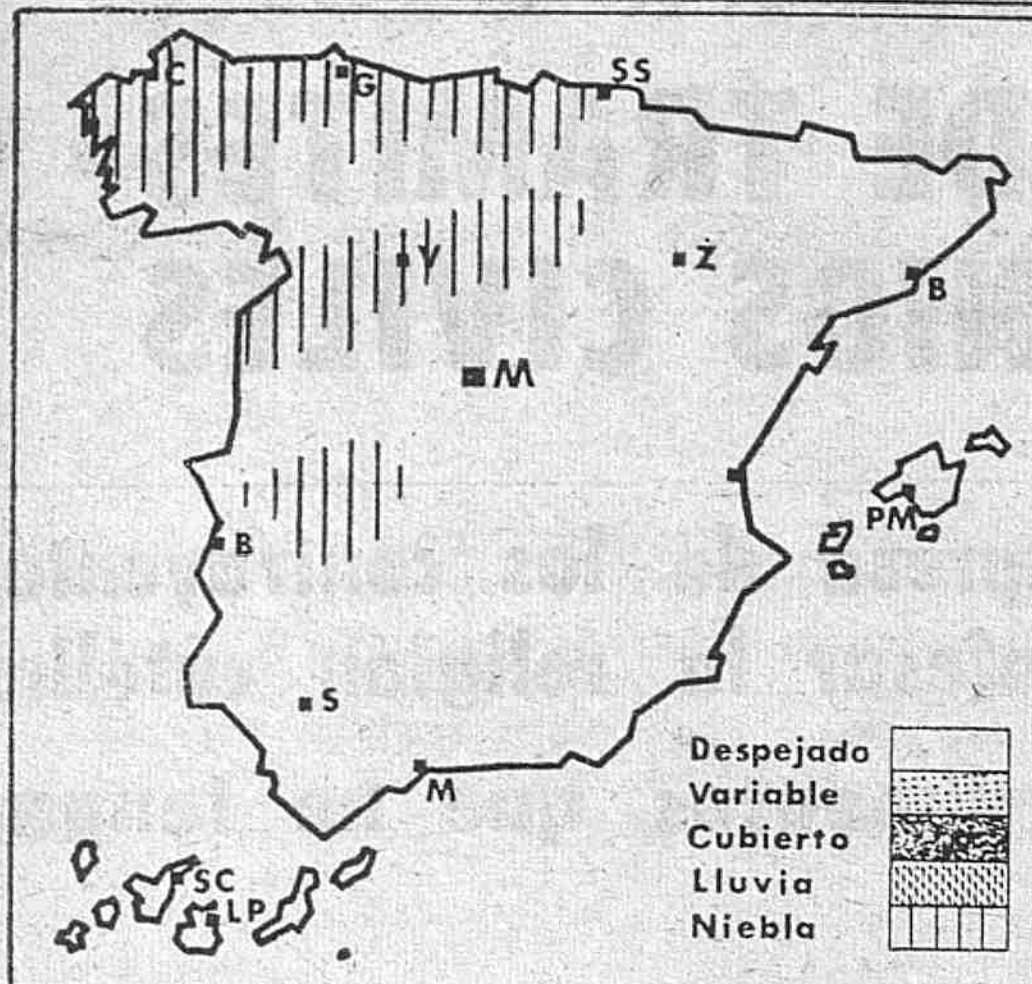 C
G
SS
V
Ż
B
M
PM
B
S
M
SC
LP
Despejado
Variable
Cubierto
Lluvia
Niebla